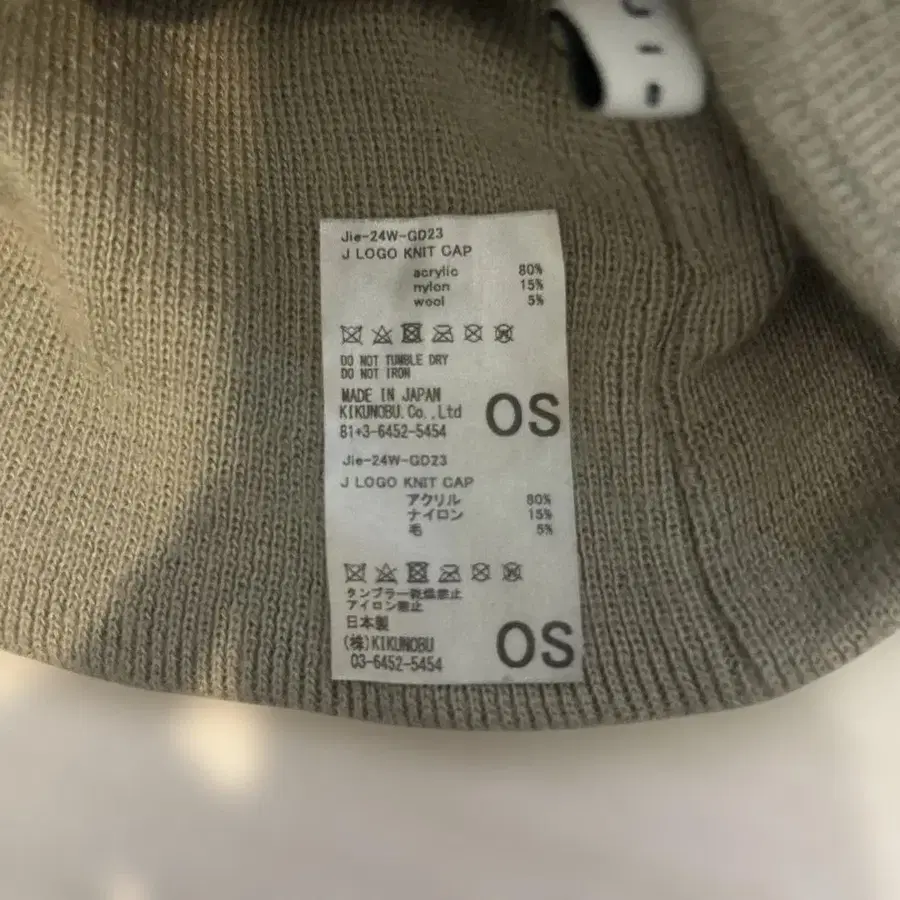 Jie-24W-GD23
J LOGO KNIT CAP
acrylic 80%
nylon 15%
wool 5%
DO NOT TUMBLE DRY
DO NOT IRON
MADE IN JAPAN
KIKUNOBU.Co.,Ltd
81+3-6452-5454
OS
Jie-24W-GD23
J LOGO KNIT CAP
アクリル 80%
ナイロン 15%
毛 5%
タンブラー乾燥禁止
アイロン禁止
日本製
(株)KIKUNOBU
03-6452-5454
OS